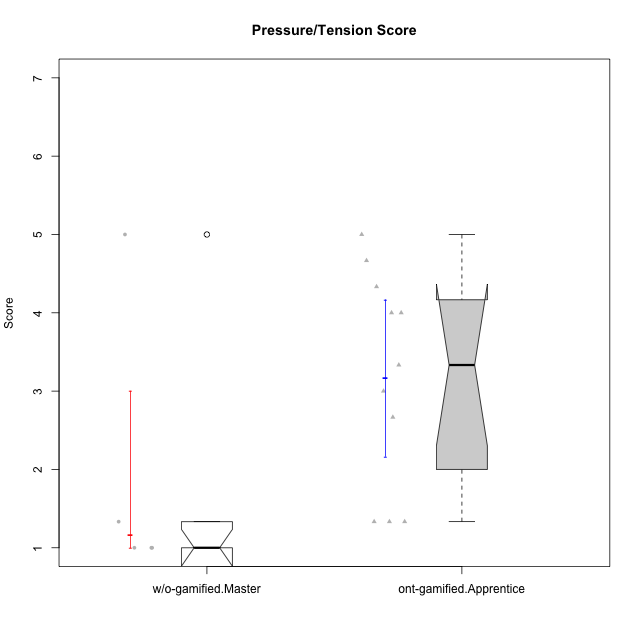 Pressure/Tension Score
7
6
5
4
3
2
1
Score
w/o-gamified.Master
ont-gamified.Apprentice